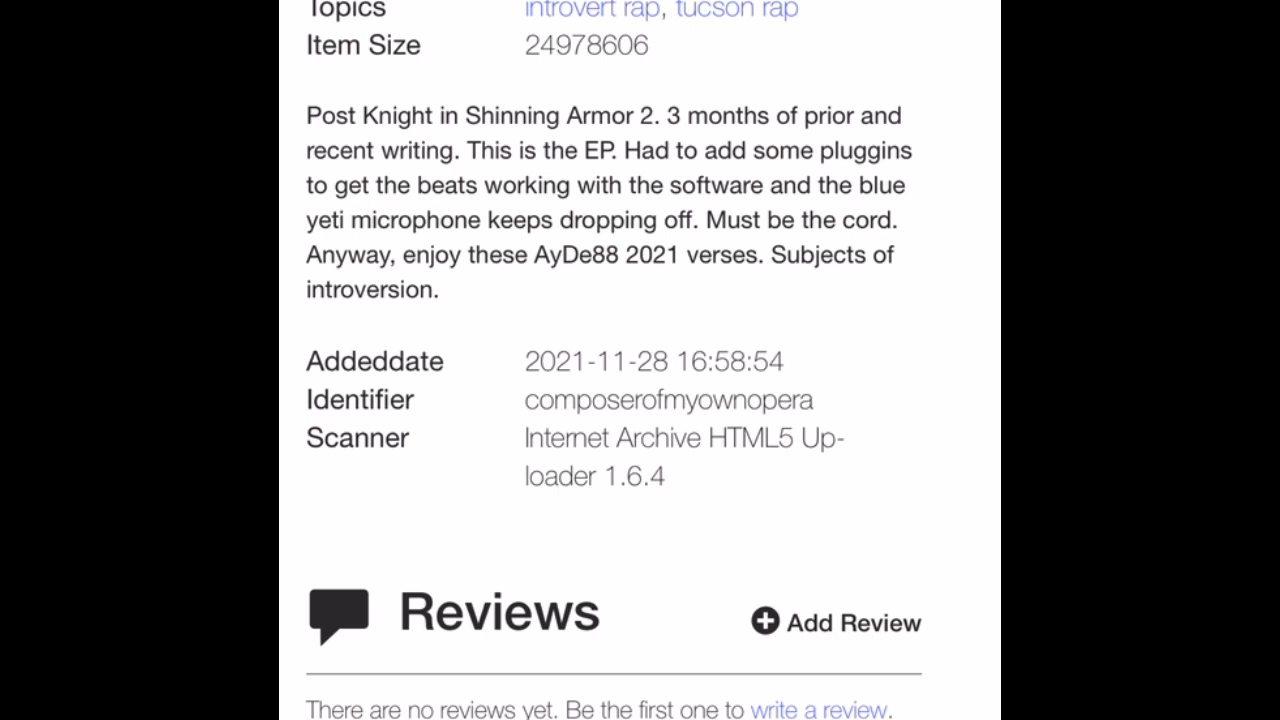 Topics introvert rap, tucson rap
Item Size 24978606
Post Knight in Shinning Armor 2. 3 months of prior and
recent writing. This is the EP. Had to add some pluggins
to get the beats working with the software and the blue
yeti microphone keeps dropping off. Must be the cord.
Anyway, enjoy these AyDe88 2021 verses. Subjects of
introversion.
Addeddate 2021-11-28 16:58:54
Identifier composerofmyownopera
Scanner Internet Archive HTML5 Up-
loader 1.6.4
Reviews
Add Review
There are no reviews yet. Be the first one to write a review.